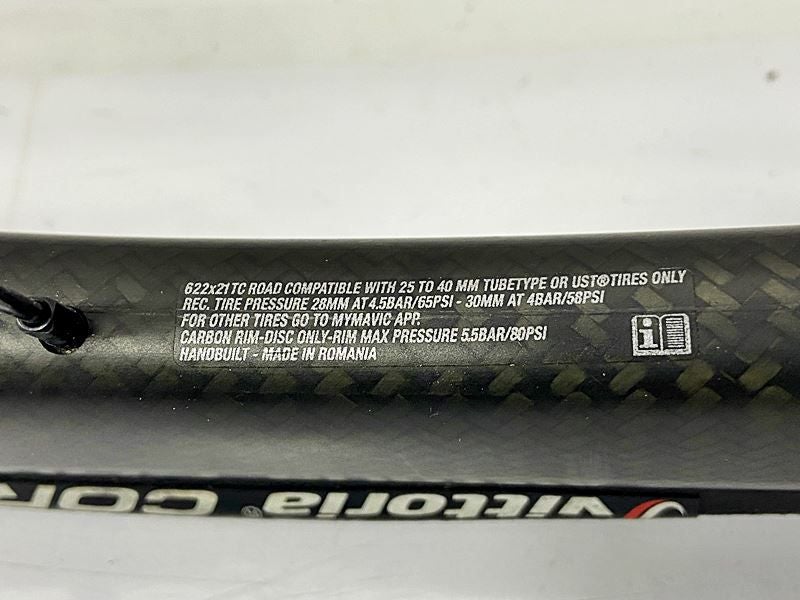 622x21TC ROAD COMPATIBLE WITH 25 TO 40 MM TUBETYPE OR UST® TIRES ONLY
REC. TIRE PRESSURE 28MM AT 4.5BAR/65PSI - 30MM AT 4BAR/58PSI
FOR OTHER TIRES GO TO MYMAVIC APP.
CARBON RIM-DISC ONLY-RIM MAX PRESSURE 5.5BAR/80PSI
HANDBUILT - MADE IN ROMANIA
i
vittoria® COR